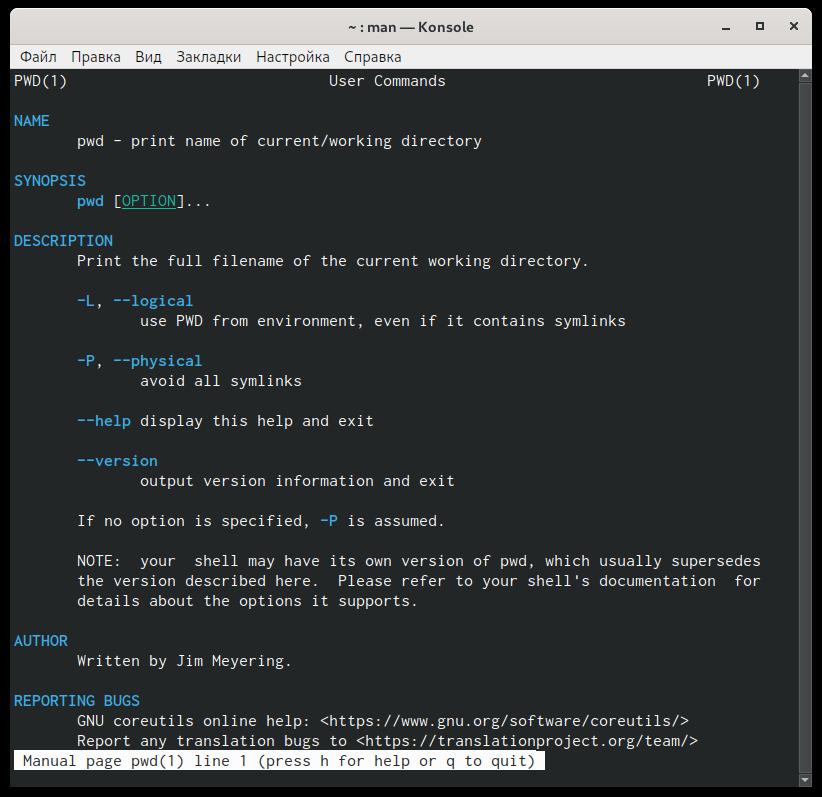 ~ : man — Konsole
Файл Правка Вид Закладки Настройка Справка
PWD(1) User Commands PWD(1)
NAME
pwd - print name of current/working directory
SYNOPSIS
pwd [OPTION]...
DESCRIPTION
Print the full filename of the current working directory.
-L, --logical
use PWD from environment, even if it contains symlinks
-P, --physical
avoid all symlinks
--help display this help and exit
--version
output version information and exit
If no option is specified, -P is assumed.
NOTE:  your  shell may have its own version of pwd, which usually supersedes
the version described here.  Please refer to your shell's documentation  for
details about the options it supports.
AUTHOR
Written by Jim Meyering.
REPORTING BUGS
GNU coreutils online help: <https://www.gnu.org/software/coreutils/>
Report any translation bugs to <https://translationproject.org/team/>
Manual page pwd(1) line 1 (press h for help or q to quit)